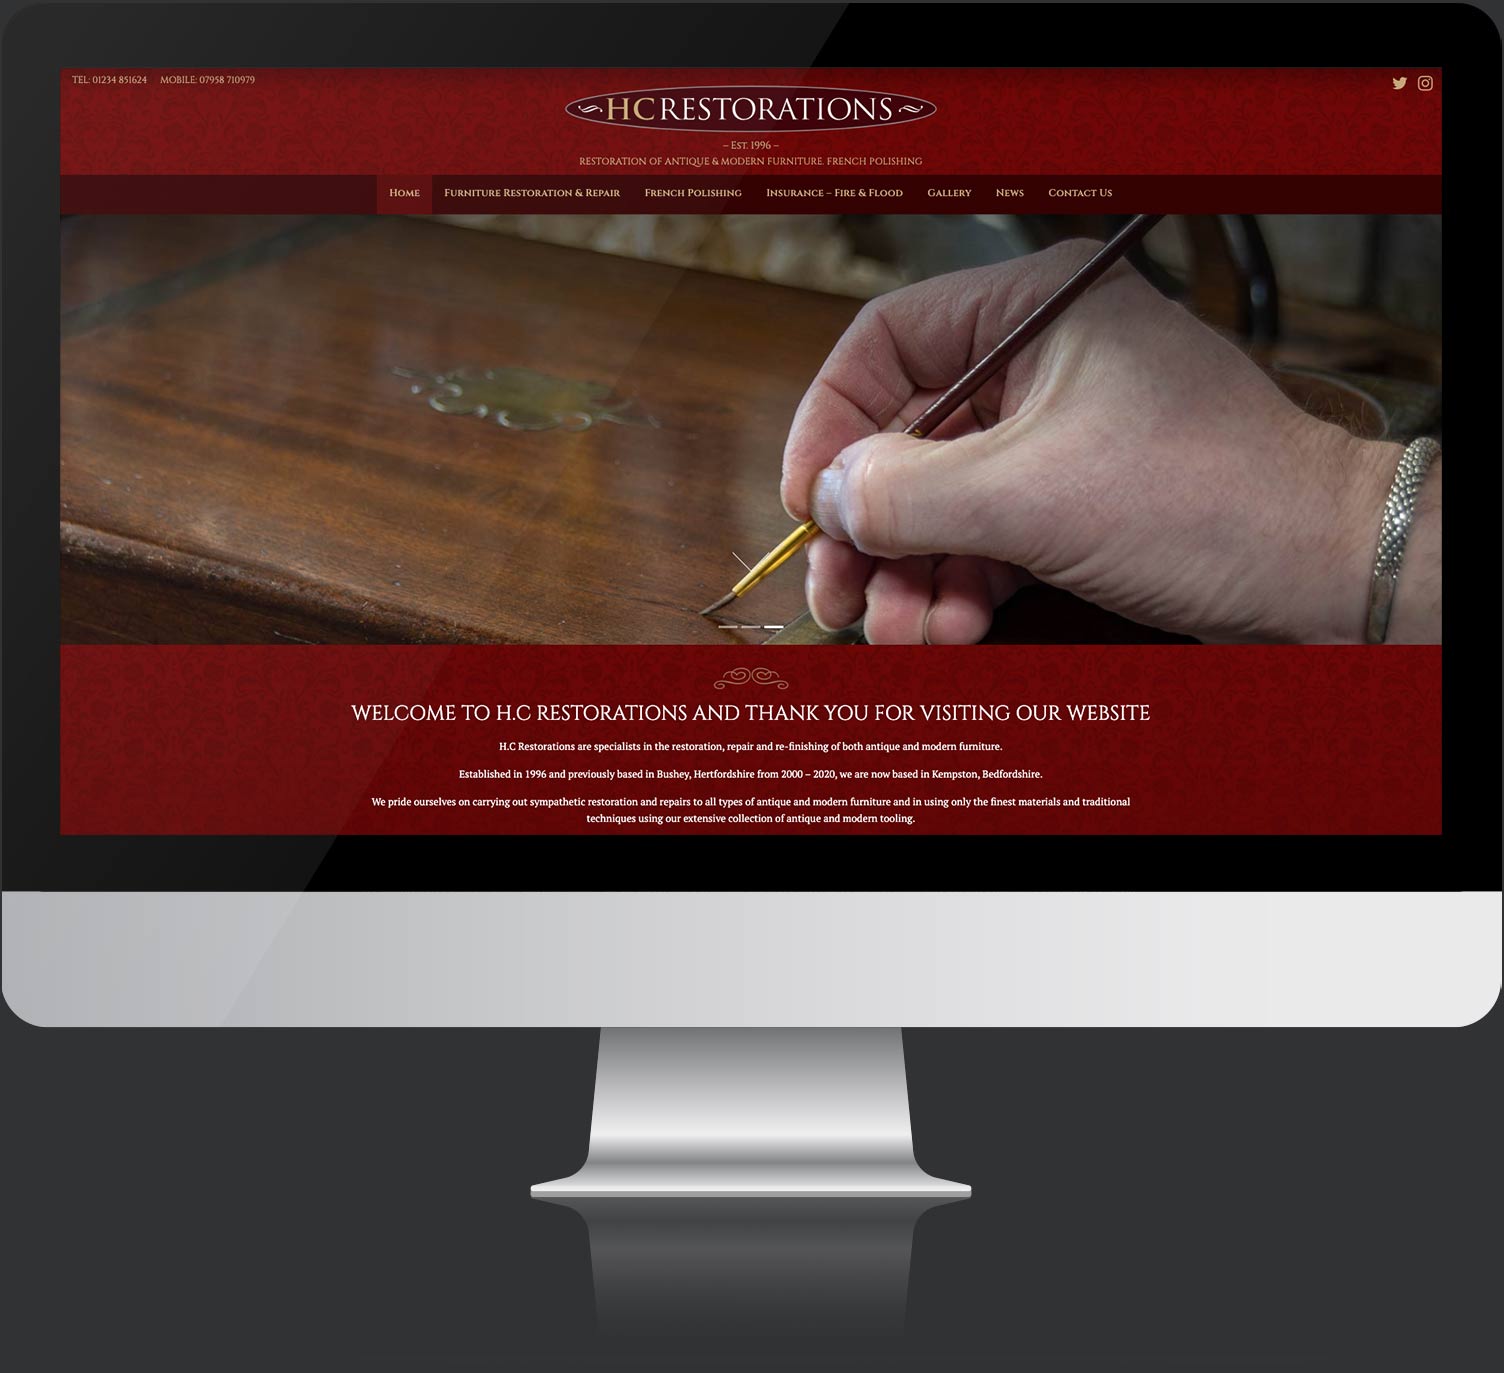 TEL: 01234 851624 MOBILE: 07958 710979
HC RESTORATIONS
– EST. 1996 –
RESTORATION OF ANTIQUE & MODERN FURNITURE. FRENCH POLISHING
HOME FURNITURE RESTORATION & REPAIR FRENCH POLISHING INSURANCE – FIRE & FLOOD GALLERY NEWS CONTACT US
WELCOME TO H.C RESTORATIONS AND THANK YOU FOR VISITING OUR WEBSITE
H.C Restorations are specialists in the restoration, repair and re-finishing of both antique and modern furniture.
Established in 1996 and previously based in Bushey, Hertfordshire from 2000 – 2020, we are now based in Kempston, Bedfordshire.
We pride ourselves on carrying out sympathetic restoration and repairs to all types of antique and modern furniture and in using only the finest materials and traditional
techniques using our extensive collection of antique and modern tooling.